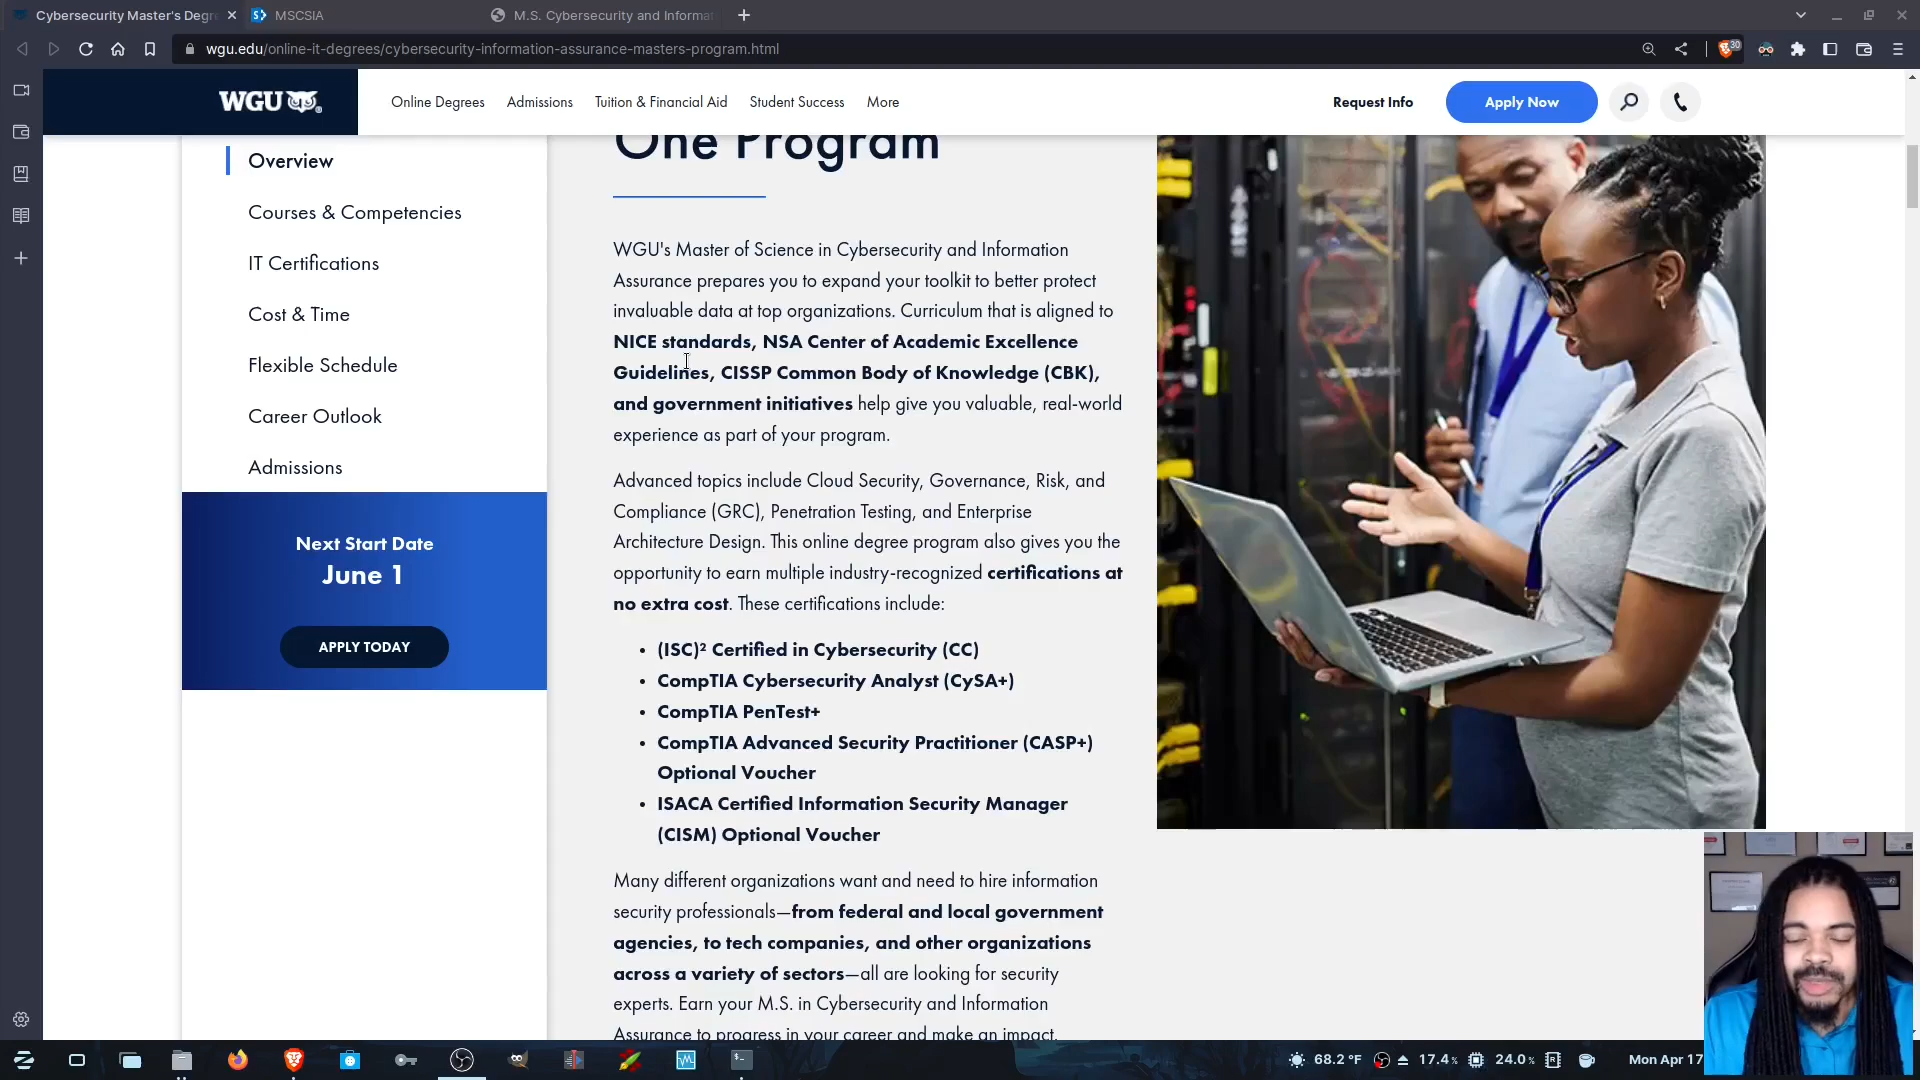 Cybersecurity Master's Degr
MSCSIA
M.S. Cybersecurity and Informat
wgu.edu/online-it-degrees/cybersecurity-information-assurance-masters-program.html
30
WGU
Online Degrees
Admissions
Tuition & Financial Aid
Student Success
More
Request Info
Apply Now
Overview
Courses & Competencies
IT Certifications
Cost & Time
Flexible Schedule
Career Outlook
Admissions
Next Start Date
June 1
APPLY TODAY
One Program
WGU's Master of Science in Cybersecurity and Information
Assurance prepares you to expand your toolkit to better protect
invaluable data at top organizations. Curriculum that is aligned to
NICE standards, NSA Center of Academic Excellence
Guidelines, CISSP Common Body of Knowledge (CBK),
and government initiatives help give you valuable, real-world
experience as part of your program.
Advanced topics include Cloud Security, Governance, Risk, and
Compliance (GRC), Penetration Testing, and Enterprise
Architecture Design. This online degree program also gives you the
opportunity to earn multiple industry-recognized certifications at
no extra cost. These certifications include:
• (ISC)² Certified in Cybersecurity (CC)
• CompTIA Cybersecurity Analyst (CySA+)
• CompTIA PenTest+
• CompTIA Advanced Security Practitioner (CASP+)
Optional Voucher
• ISACA Certified Information Security Manager
(CISM) Optional Voucher
Many different organizations want and need to hire information
security professionals—from federal and local government
agencies, to tech companies, and other organizations
across a variety of sectors—all are looking for security
experts. Earn your M.S. in Cybersecurity and Information
Assurance to progress in your career and make an impact.
68.2 °F
17.4%
24.0%
Mon Apr 17